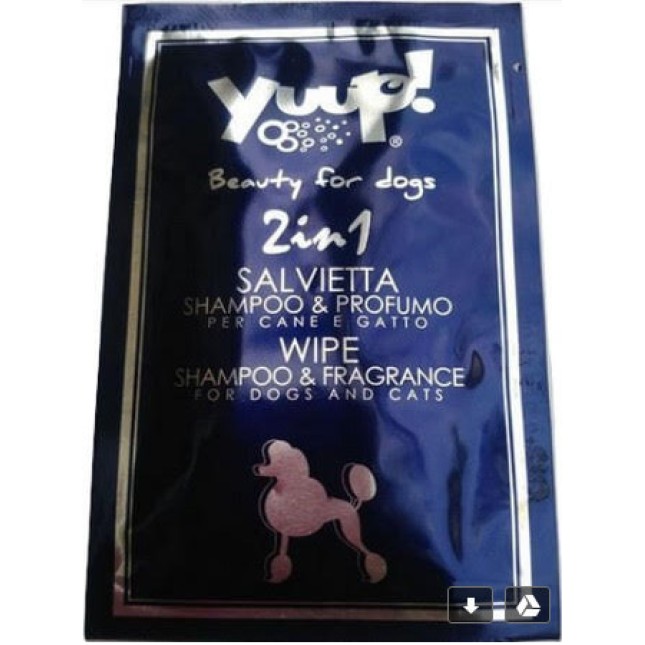 Yuup!
®
Beauty for dogs
2in1
SALVIETTA
SHAMPOO & PROFUMO
PER CANE E GATTO
WIPE
SHAMPOO & FRAGRANCE
FOR DOGS AND CATS